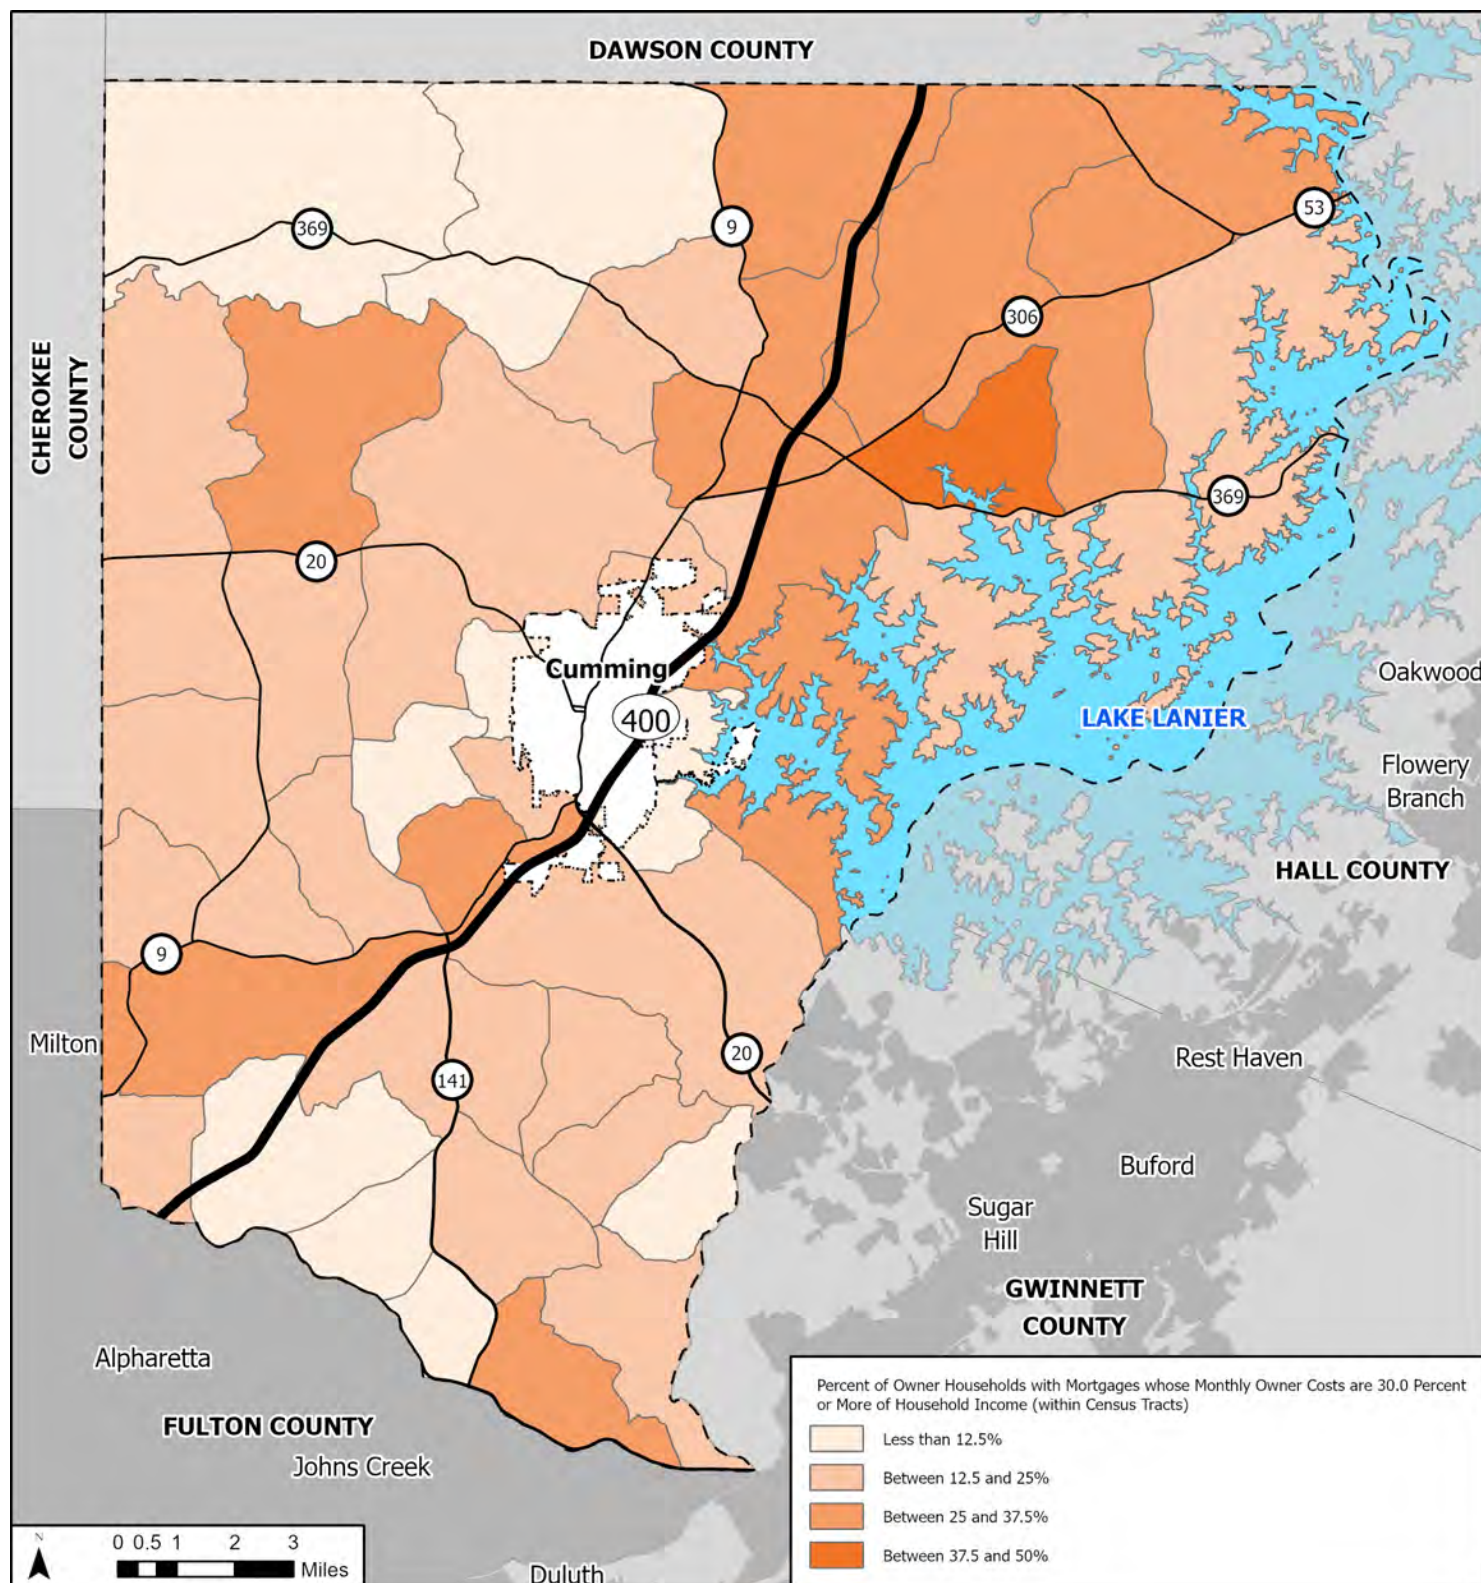 DAWSON COUNTY
369
9
53
306
CHEROKEE
COUNTY
369
20
Cumming
400
LAKE LANIER
Oakwood
Flowery
Branch
HALL COUNTY
9
Milton
20
141
Rest Haven
Buford
Sugar
Hill
GWINNETT
COUNTY
Alpharetta
FULTON COUNTY
Johns Creek
Duluth
Percent of Owner Households with Mortgages whose Monthly Owner Costs are 30.0 Percent
or More of Household Income (within Census Tracts)
Less than 12.5%
Between 12.5 and 25%
Between 25 and 37.5%
Between 37.5 and 50%
N
0 0.5 1 2 3
Miles